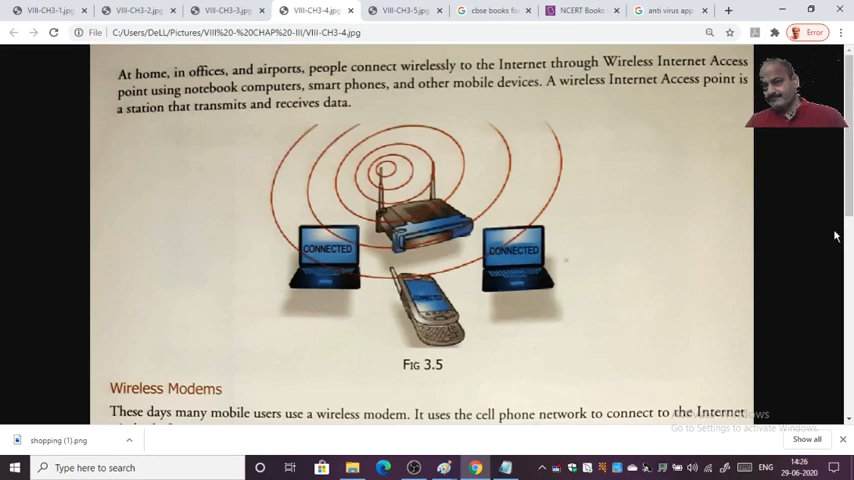 VIII-CH3-1.jpg
VIII-CH3-2.jpg
VIII-CH3-3.jpg
VIII-CH3-4.jpg
VIII-CH3-5.jpg
cbse books fo
NCERT Books
anti virus app
File
C:/Users/DeLL/Pictures/VIII%20-%20CHAP%20-III/VIII-CH3-4.jpg
Error
At home, in offices, and airports, people connect wirelessly to the Internet through Wireless Internet Access
point using notebook computers, smart phones, and other mobile devices. A wireless Internet Access point is
a station that transmits and receives data.
CONNECTED
CONNECTED
CONNECTED
FIG 3.5
Wireless Modems
These days many mobile users use a wireless modem. It uses the cell phone network to connect to the Internet
Activate Windows
Go to Settings to activate Windows.
shopping (1).png
Show all
Type here to search
ENG
14:26
29-06-2020